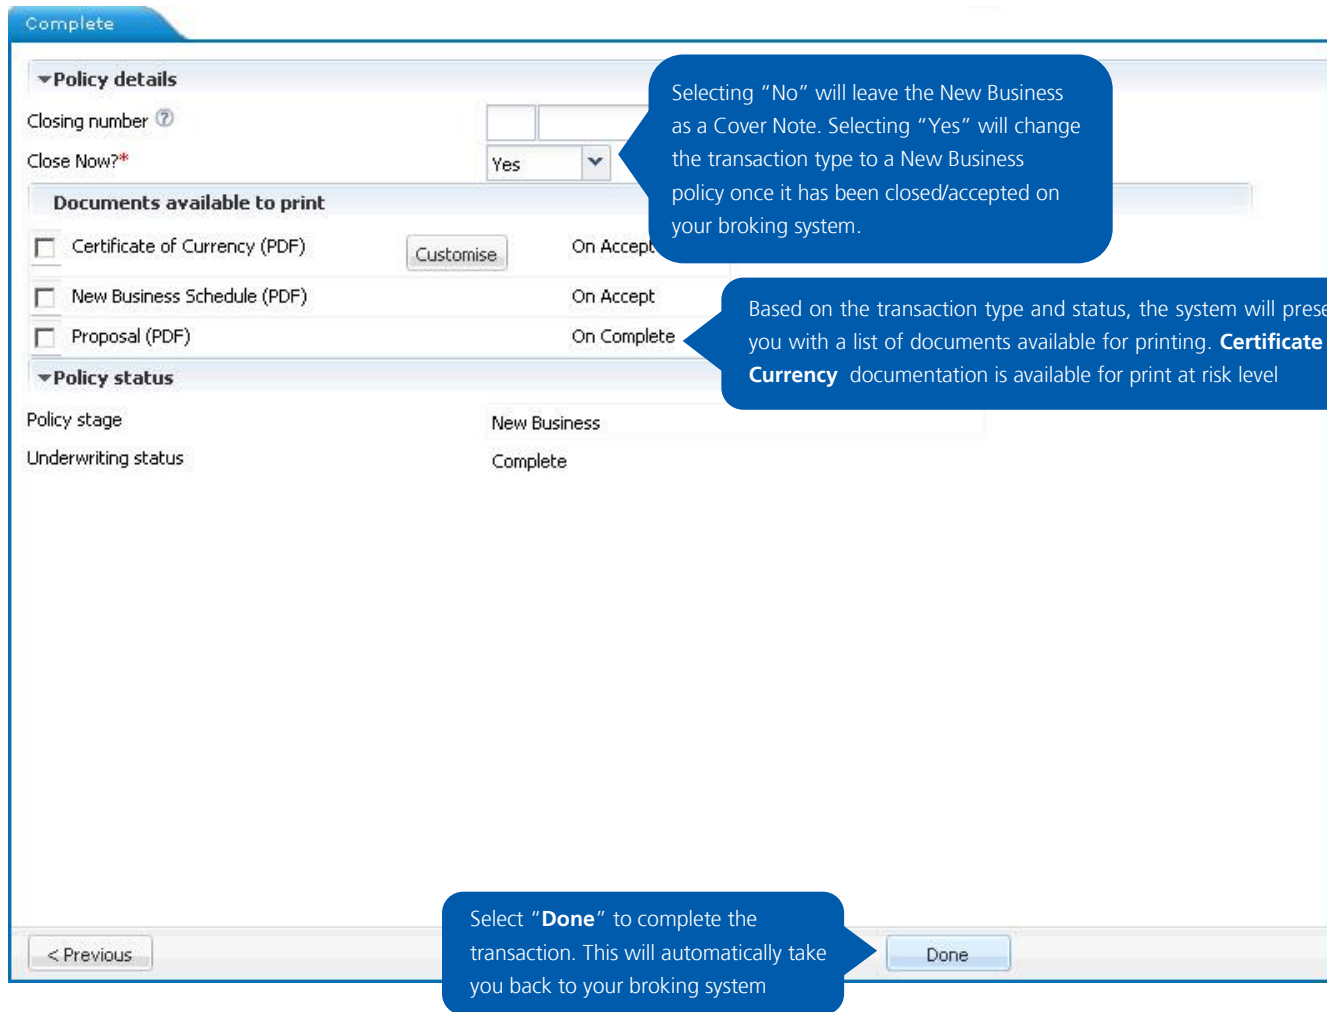 Complete
Policy details
Closing number
Close Now?*
Yes
Selecting “No” will leave the New Business
as a Cover Note. Selecting “Yes” will change
the transaction type to a New Business
policy once it has been closed/accepted on
your broking system.
Documents available to print
Certificate of Currency (PDF) Customise On Accept
New Business Schedule (PDF) On Accept
Proposal (PDF) On Complete
Based on the transaction type and status, the system will prese
you with a list of documents available for printing. Certificate
Currency documentation is available for print at risk level
Policy status
Policy stage New Business
Underwriting status Complete
Select “Done” to complete the
transaction. This will automatically take
you back to your broking system
< Previous
Done